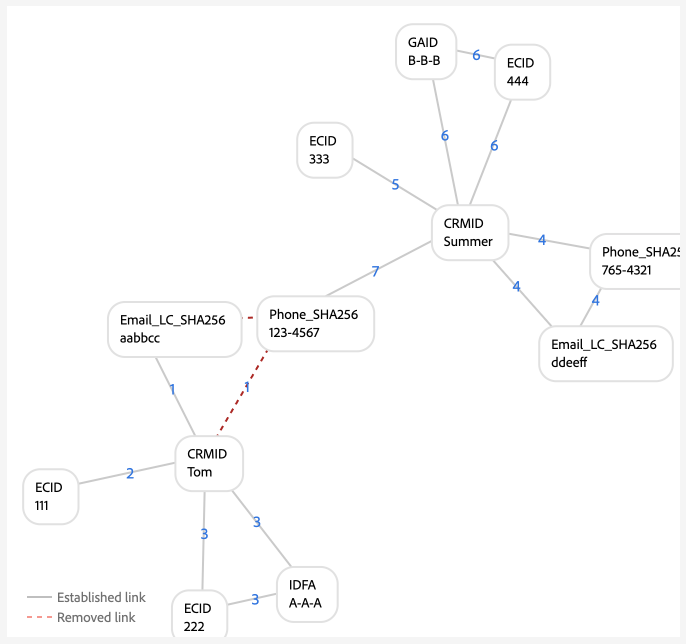 GAID
B-B-B
6
ECID
444
6
6
ECID
333
5
CRMID
Summer
4
Phone_SHA25
765-4321
7
4
4
Email_LC_SHA256
aabbcc
Phone_SHA256
123-4567
Email_LC_SHA256
ddeeff
1
1
CRMID
Tom
2
ECID
111
3
3
IDFA
A-A-A
3
ECID
222
Established link
Removed link